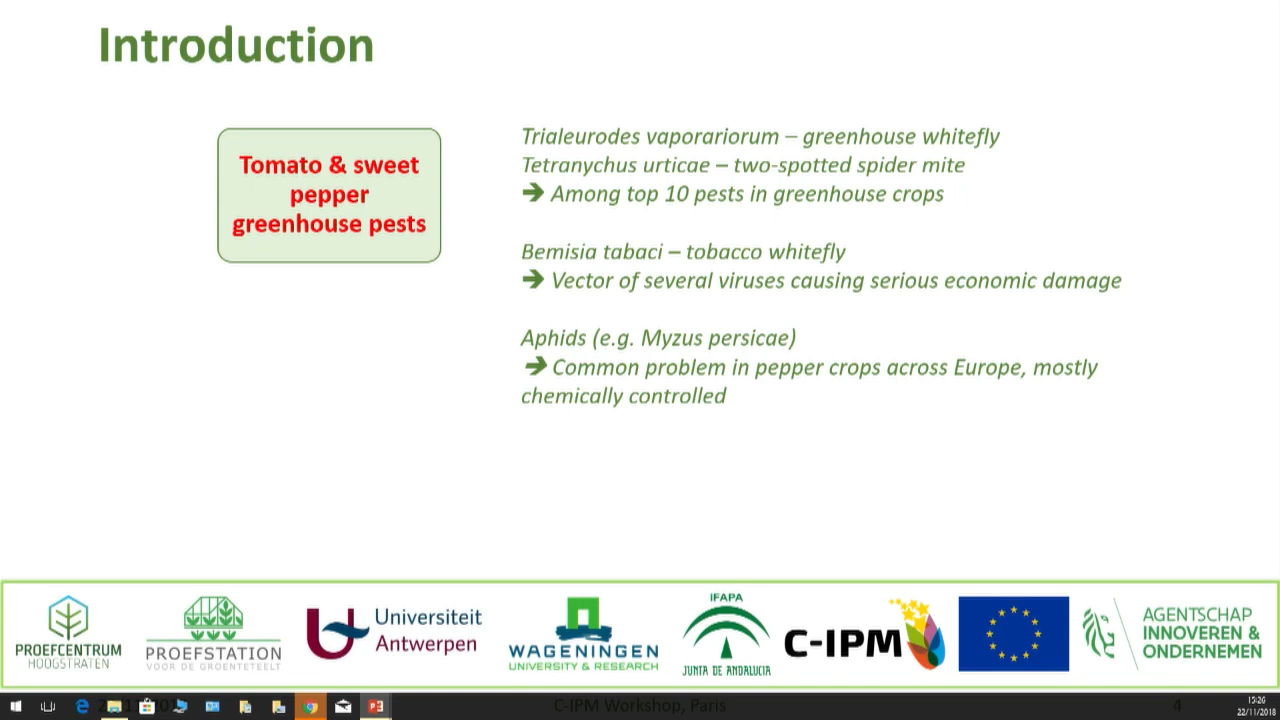 Introduction
Tomato & sweet
pepper
greenhouse pests
Trialeurodes vaporariorum – greenhouse whitefly
Tetranychus urticae – two-spotted spider mite
➔ Among top 10 pests in greenhouse crops
Bemisia tabaci – tobacco whitefly
➔ Vector of several viruses causing serious economic damage
Aphids (e.g. Myzus persicae)
➔ Common problem in pepper crops across Europe, mostly
chemically controlled
PROEFCENTRUM
HOOGSTRATEN
PROEFSTATION
VOOR DE GROENTETEELT
Universiteit
Antwerpen
WAGENINGEN
UNIVERSITY & RESEARCH
IFAPA
JUNTA DE ANDALUCIA
C-IPM
AGENTSCHAP
INNOVEREN &
ONDERNEMEN
C-IPM Workshop, Paris
4
15:26
22/11/2018